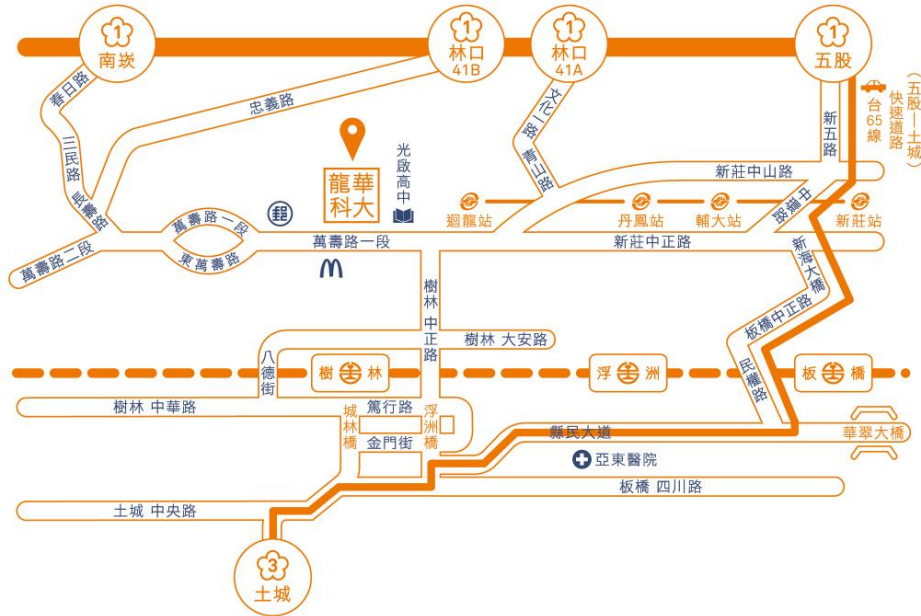 1
南崁
1
林口
41B
1
林口
41A
1
五股
台65線
快速道路
（五股—土城）
春日路
忠義路
文化一路
新五路
三民路
光啟高中
青山路
新莊中山路
龍華
科大
長壽路
郵
迴龍站
丹鳳站
輔大站
中環路
新莊站
萬壽路一段
萬壽路一段
新莊中正路
萬壽路二段
東萬壽路
新海大橋
樹林 中正路
板橋中正路
樹林 大安路
八德街
樹林
浮洲
板橋
民權路
樹林 中華路
篤行路
城林橋
浮洲橋
金門街
縣民大道
華翠大橋
亞東醫院
板橋 四川路
土城 中央路
3
土城